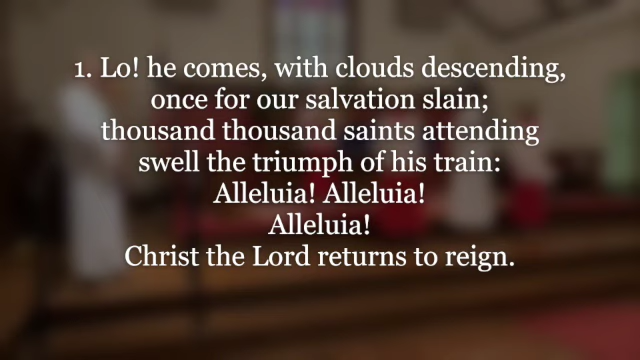 1. Lo! he comes, with clouds descending,
once for our salvation slain;
thousand thousand saints attending
swell the triumph of his train:
Alleluia! Alleluia!
Alleluia!
Christ the Lord returns to reign.